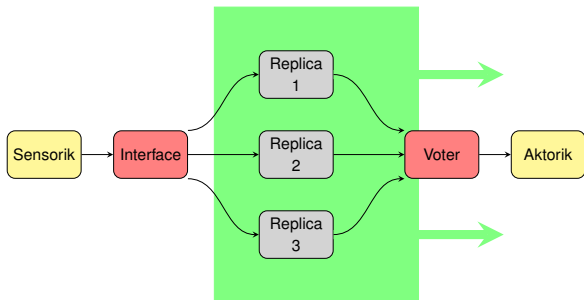 Replica
1
Sensorik
Interface
Replica
2
Voter
Aktorik
Replica
3